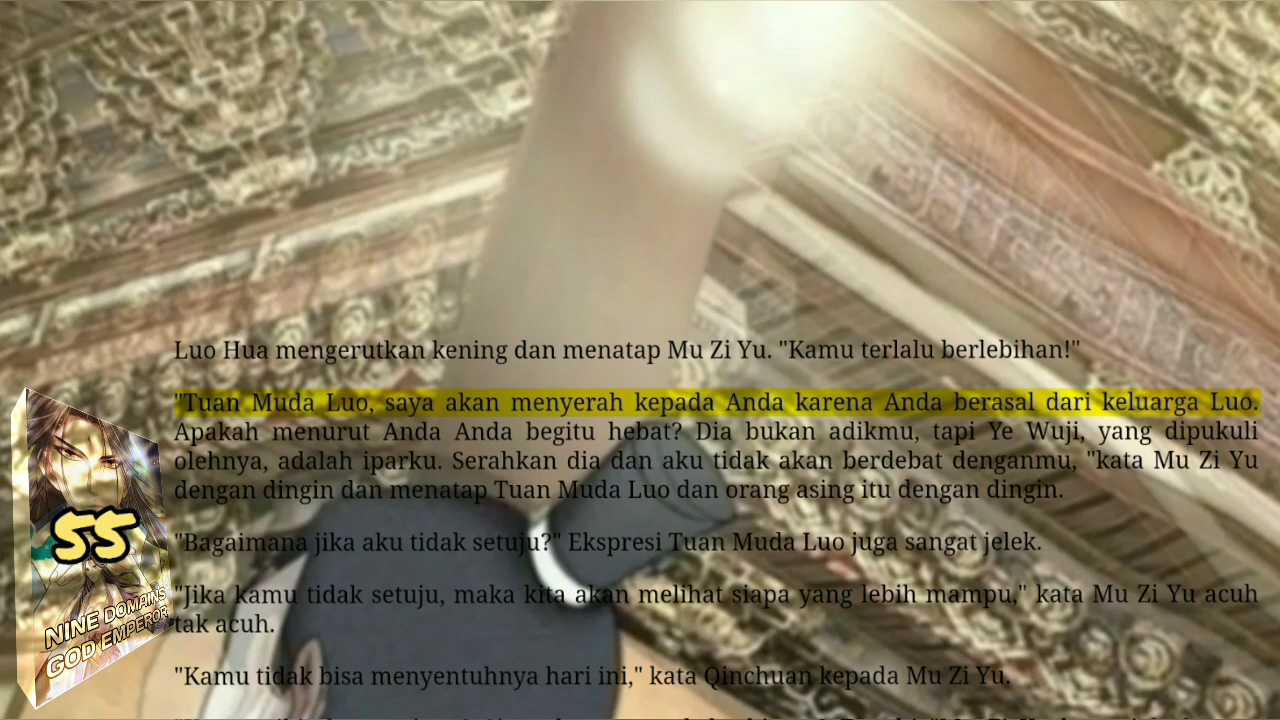 Luo Hua mengerutkan kening dan menatap Mu Zi Yu. "Kamu terlalu berlebihan!"
"Tuan Muda Luo, saya akan menyerah kepada Anda karena Anda berasal dari keluarga Luo.
Apakah menurut Anda Anda begitu hebat? Dia bukan adikmu, tapi Ye Wuji, yang dipukuli
olehnya, adalah iparku. Serahkan dia dan aku tidak akan berdebat denganmu, "kata Mu Zi Yu
dengan dingin dan menatap Tuan Muda Luo dan orang asing itu dengan dingin.
"Bagaimana jika aku tidak setuju?" Ekspresi Tuan Muda Luo juga sangat jelek.
"Jika kamu tidak setuju, maka kita akan melihat siapa yang lebih mampu," kata Mu Zi Yu acuh
tak acuh.
"Kamu tidak bisa menyentuhnya hari ini," kata Qinchuan kepada Mu Zi Yu.
SS
NINE DOMAINS
GOD EMPEROR